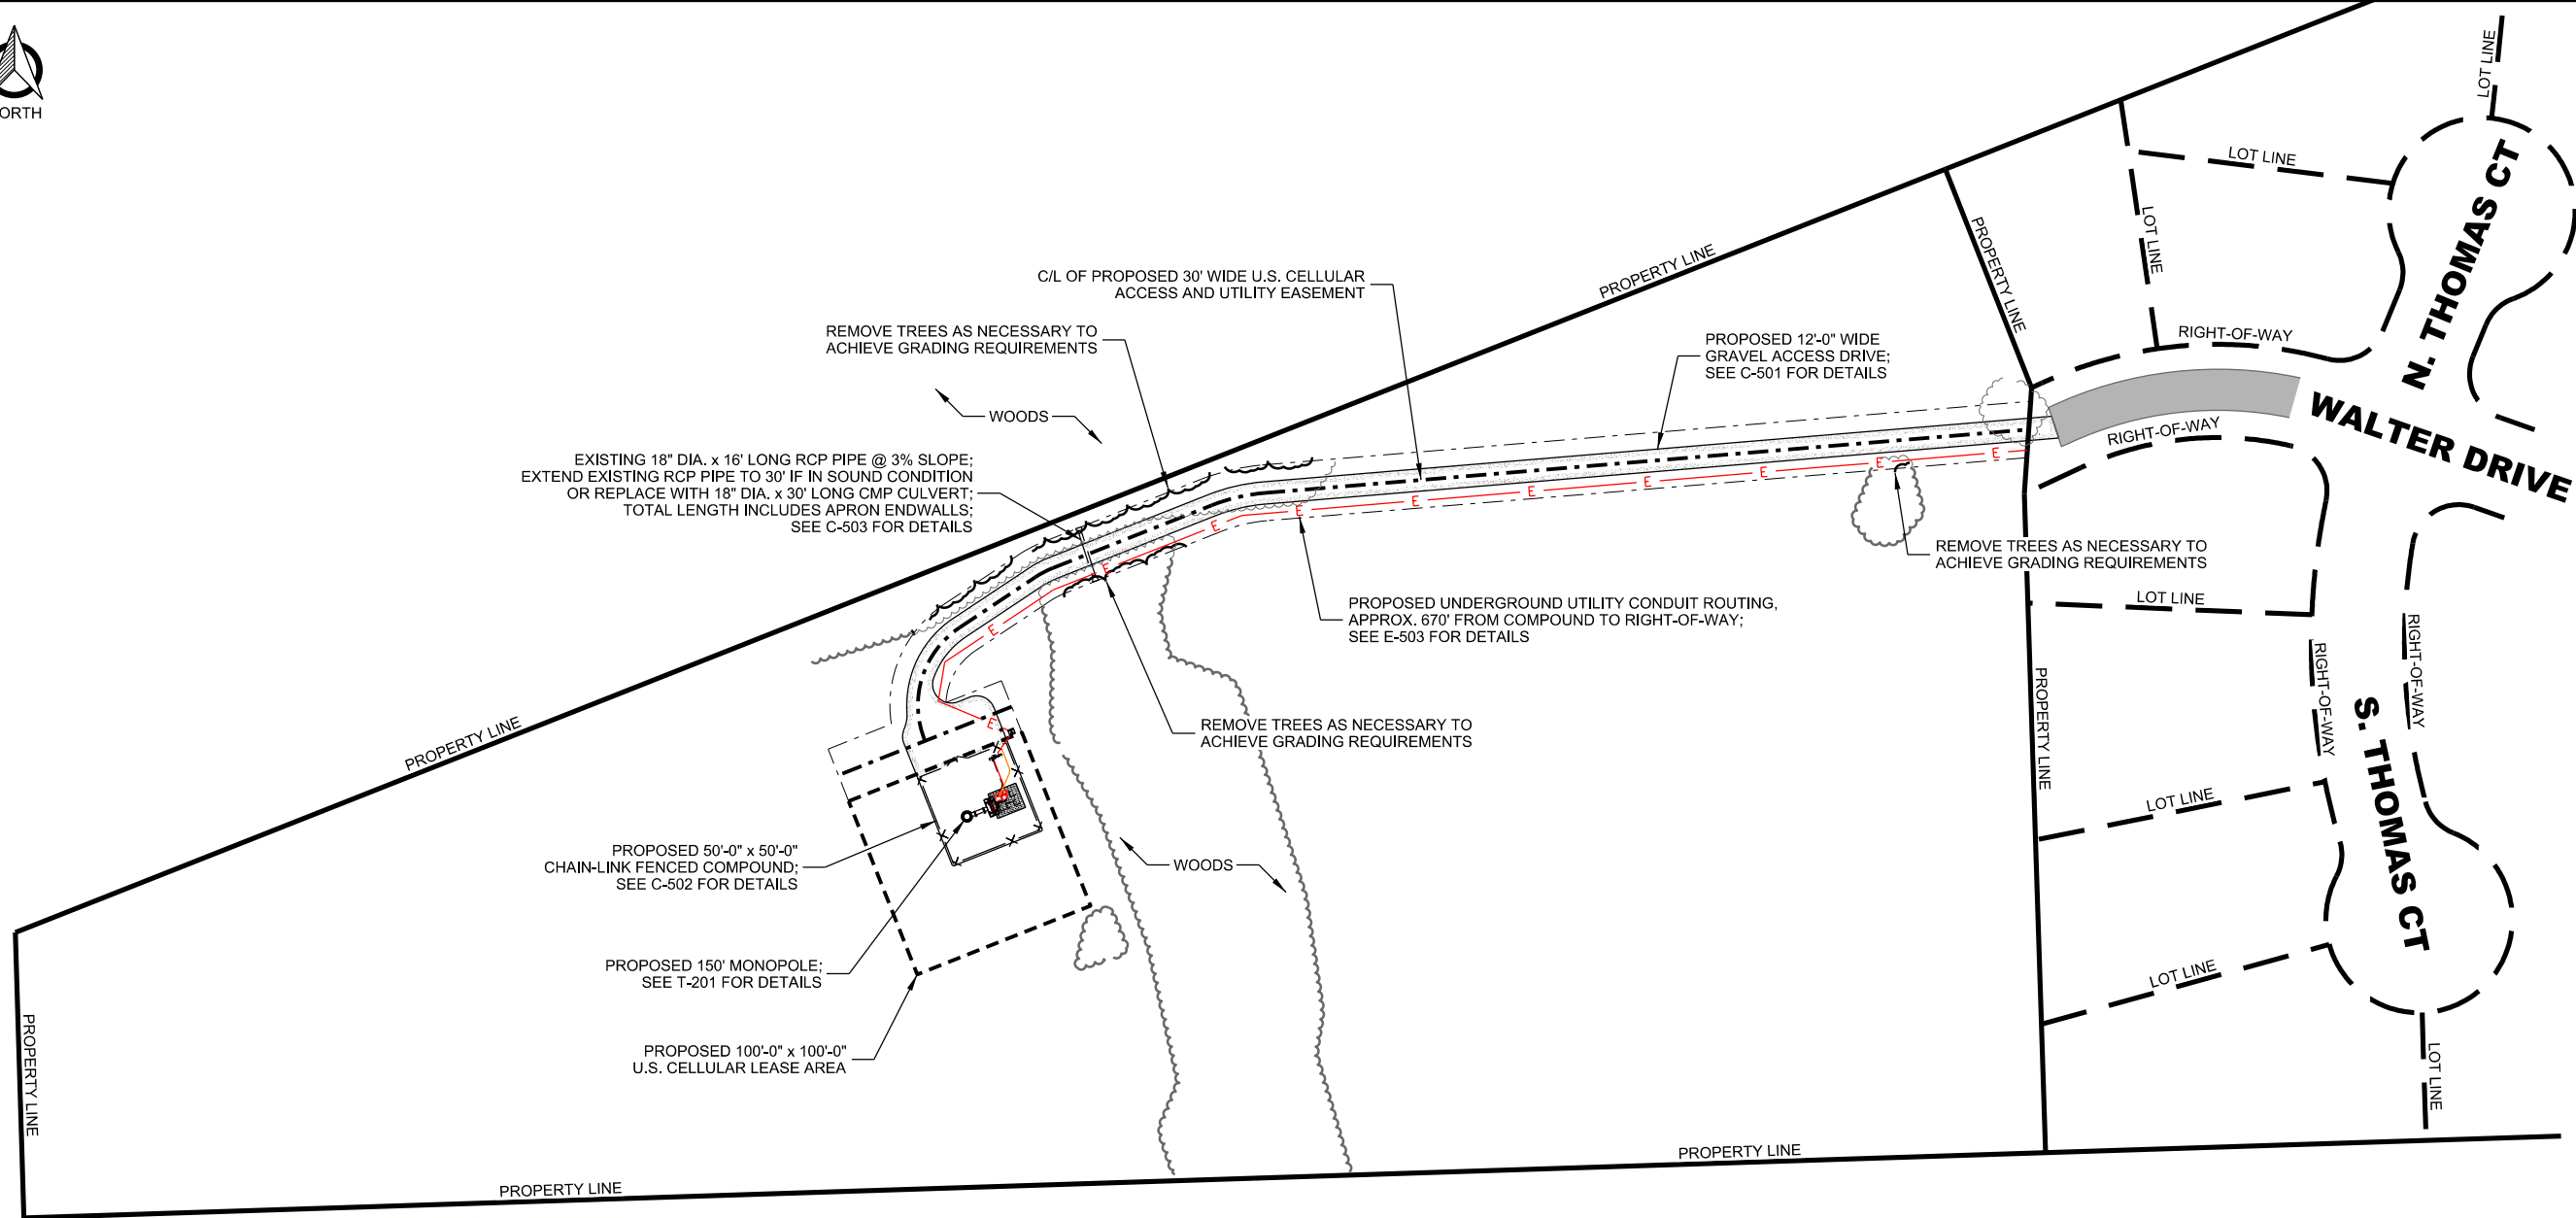 ORTH
LOT LINE
LOT LINE
LOT LINE
N. THOMAS CT
PROPERTY LINE
PROPERTY LINE
C/L OF PROPOSED 30' WIDE U.S. CELLULAR
ACCESS AND UTILITY EASEMENT
REMOVE TREES AS NECESSARY TO
ACHIEVE GRADING REQUIREMENTS
PROPOSED 12'-0" WIDE
GRAVEL ACCESS DRIVE;
SEE C-501 FOR DETAILS
RIGHT-OF-WAY
WOODS
WALTER DRIVE
RIGHT-OF-WAY
EXISTING 18" DIA. x 16' LONG RCP PIPE @ 3% SLOPE;
EXTEND EXISTING RCP PIPE TO 30' IF IN SOUND CONDITION
OR REPLACE WITH 18" DIA. x 30' LONG CMP CULVERT;
TOTAL LENGTH INCLUDES APRON ENDWALLS;
SEE C-503 FOR DETAILS
E
E
E
E
E
E
E
E
E
E
E
E
REMOVE TREES AS NECESSARY TO
ACHIEVE GRADING REQUIREMENTS
PROPOSED UNDERGROUND UTILITY CONDUIT ROUTING,
APPROX. 670' FROM COMPOUND TO RIGHT-OF-WAY;
SEE E-503 FOR DETAILS
LOT LINE
RIGHT-OF-WAY
RIGHT-OF-WAY
PROPERTY LINE
PROPERTY LINE
REMOVE TREES AS NECESSARY TO
ACHIEVE GRADING REQUIREMENTS
LOT LINE
S. THOMAS CT
PROPOSED 50'-0" x 50'-0"
CHAIN-LINK FENCED COMPOUND;
SEE C-502 FOR DETAILS
WOODS
PROPOSED 150' MONOPOLE;
SEE T-201 FOR DETAILS
LOT LINE
PROPOSED 100'-0" x 100'-0"
U.S. CELLULAR LEASE AREA
PROPERTY LINE
LOT LINE
PROPERTY LINE
PROPERTY LINE